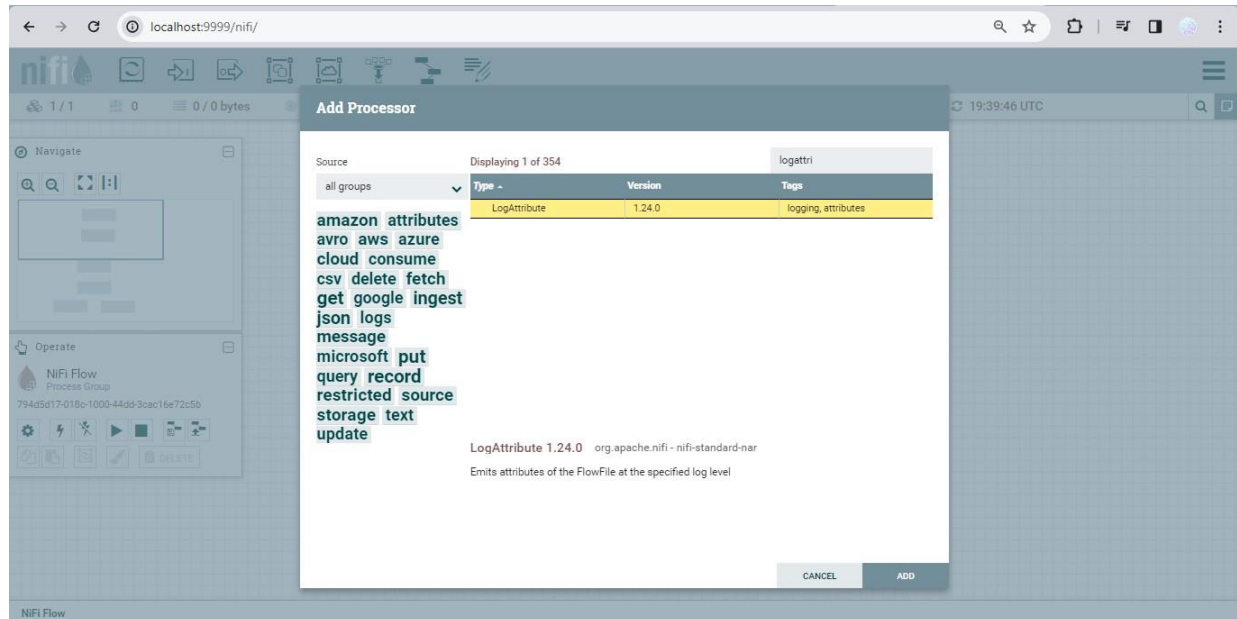 localhost:9999/nifi/
nifi
1 / 1 0 0 / 0 bytes
19:39:46 UTC
Add Processor
Navigate
Source
Displaying 1 of 354
logattri
all groups
Type Version Tags
LogAttribute 1.24.0 logging, attributes
amazon attributes
avro aws azure
cloud consume
csv delete fetch
get google ingest
json logs
message
microsoft put
query record
restricted source
storage text
update
Operate
NiFi Flow
Process Group
794d5d17-018c-1000-44dd-3cac16e72c5b
DELETE
LogAttribute 1.24.0 org.apache.nifi - nifi-standard-nar
Emits attributes of the FlowFile at the specified log level
CANCEL ADD
NiFi Flow